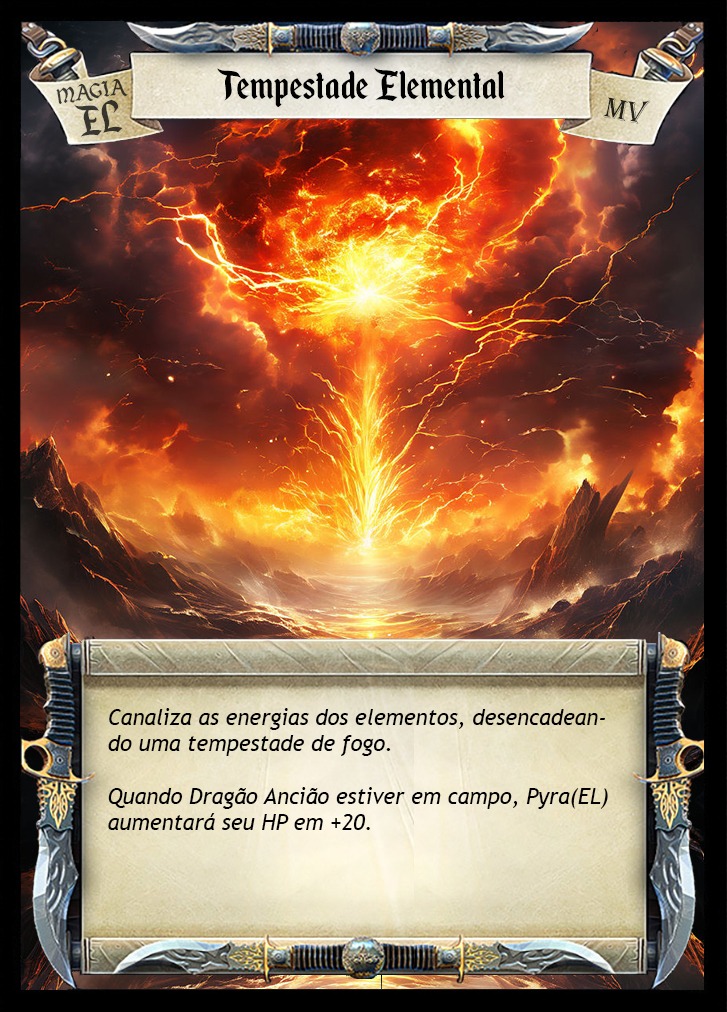 Tempestade Elemental
MAGIA
EL
MV
Canaliza as energias dos elementos, desencadean-
do uma tempestade de fogo.
Quando Dragão Ancião estiver em campo, Pyra(EL)
aumentará seu HP em +20.